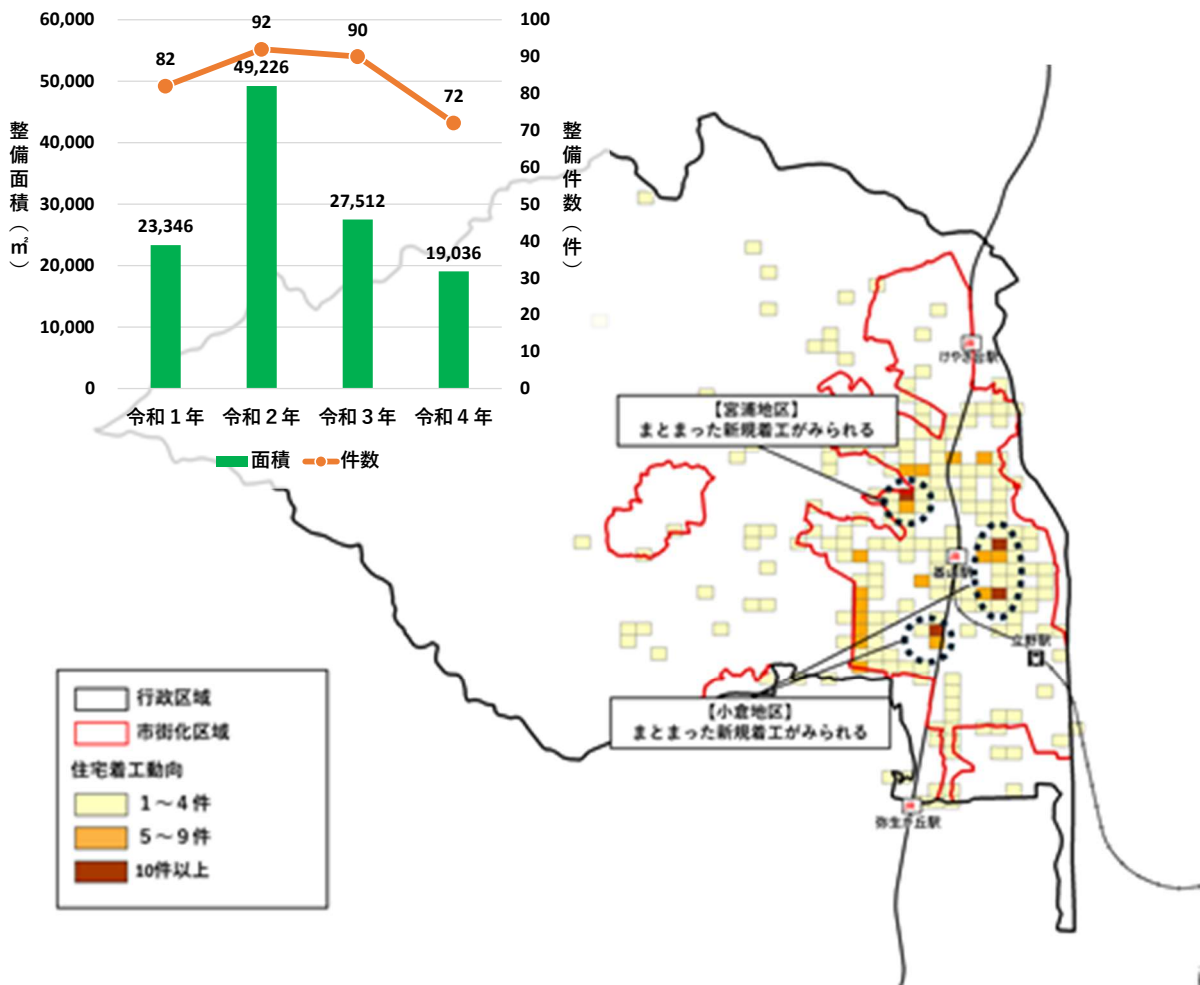 整備面積（㎡）
60,000
50,000
40,000
30,000
20,000
10,000
0
82
92
90
72
23,346
49,226
27,512
19,036
100
90
80
70
60
50
40
30
20
10
0
整備件数（件）
令和１年 令和２年 令和３年 令和４年
面積 件数
けやき台駅
【宮浦地区】
まとまった新規着工がみられる
基山駅
立野駅
【小倉地区】
まとまった新規着工がみられる
弥生が丘駅
行政区域
市街化区域
住宅着工動向
１～４件
５～９件
10件以上